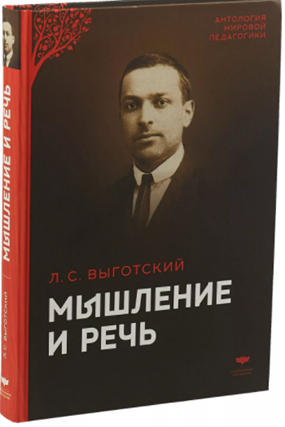 АНТОЛОГИЯ
МИРОВОЙ
ПЕДАГОГИКИ
Л. С. ВЫГОТСКИЙ
МЫШЛЕНИЕ
И РЕЧЬ
Л. С. ВЫГОТСКИЙ
МЫШЛЕНИЕ И РЕЧЬ